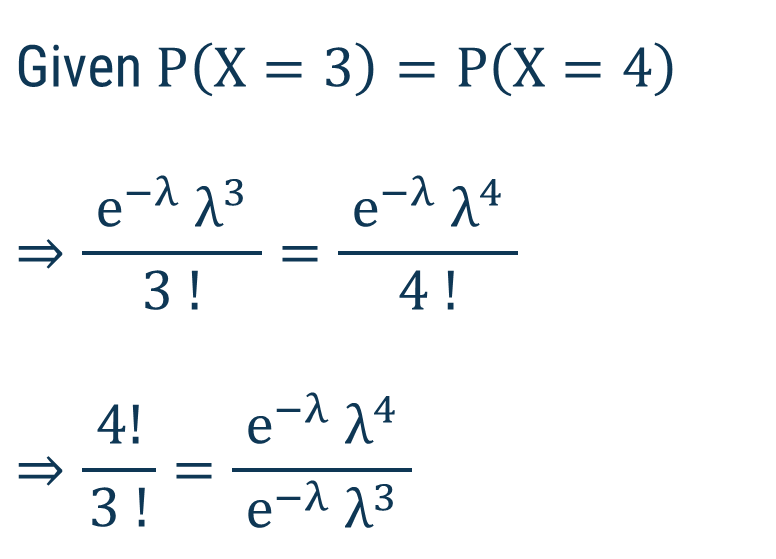 Given P(X = 3) = P(X = 4)
⇒ e^−λ λ^3 / 3 ! = e^−λ λ^4 / 4 !
⇒ 4! / 3 ! = e^−λ λ^4 / e^−λ λ^3